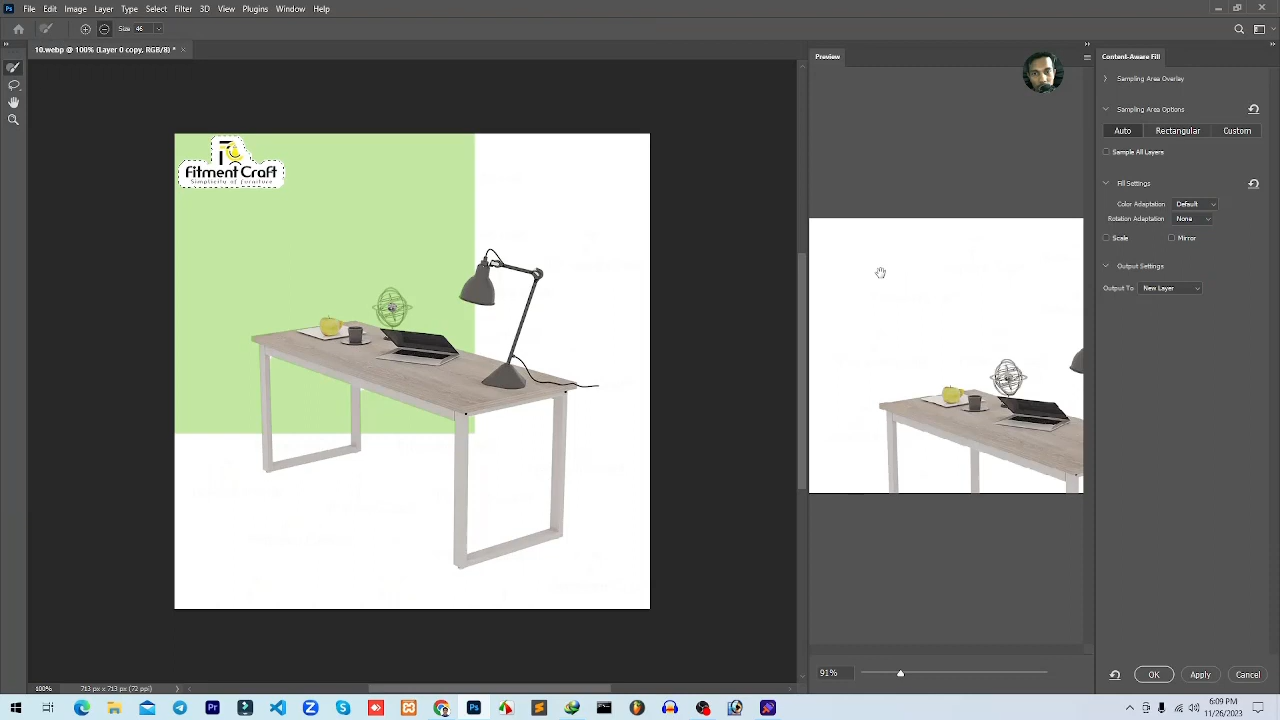 File Edit Image Layer Type Select Filter 3D View Plugins Window Help
Size 46
10.webp @ 100% (Layer 0 copy, RGB/8) *
Preview
Content-Aware Fill
Sampling Area Overlay
Sampling Area Options
Auto Rectangular Custom
Sample All Layers
Fill Settings
Color Adaptation Default
Rotation Adaptation None
Scale Mirror
Output Settings
Output To New Layer
Fitment Craft
Simplicity of furniture
91%
OK Apply Cancel
100% 713 px x 713 px (72 ppi)
6:09 PM
11/26/2023